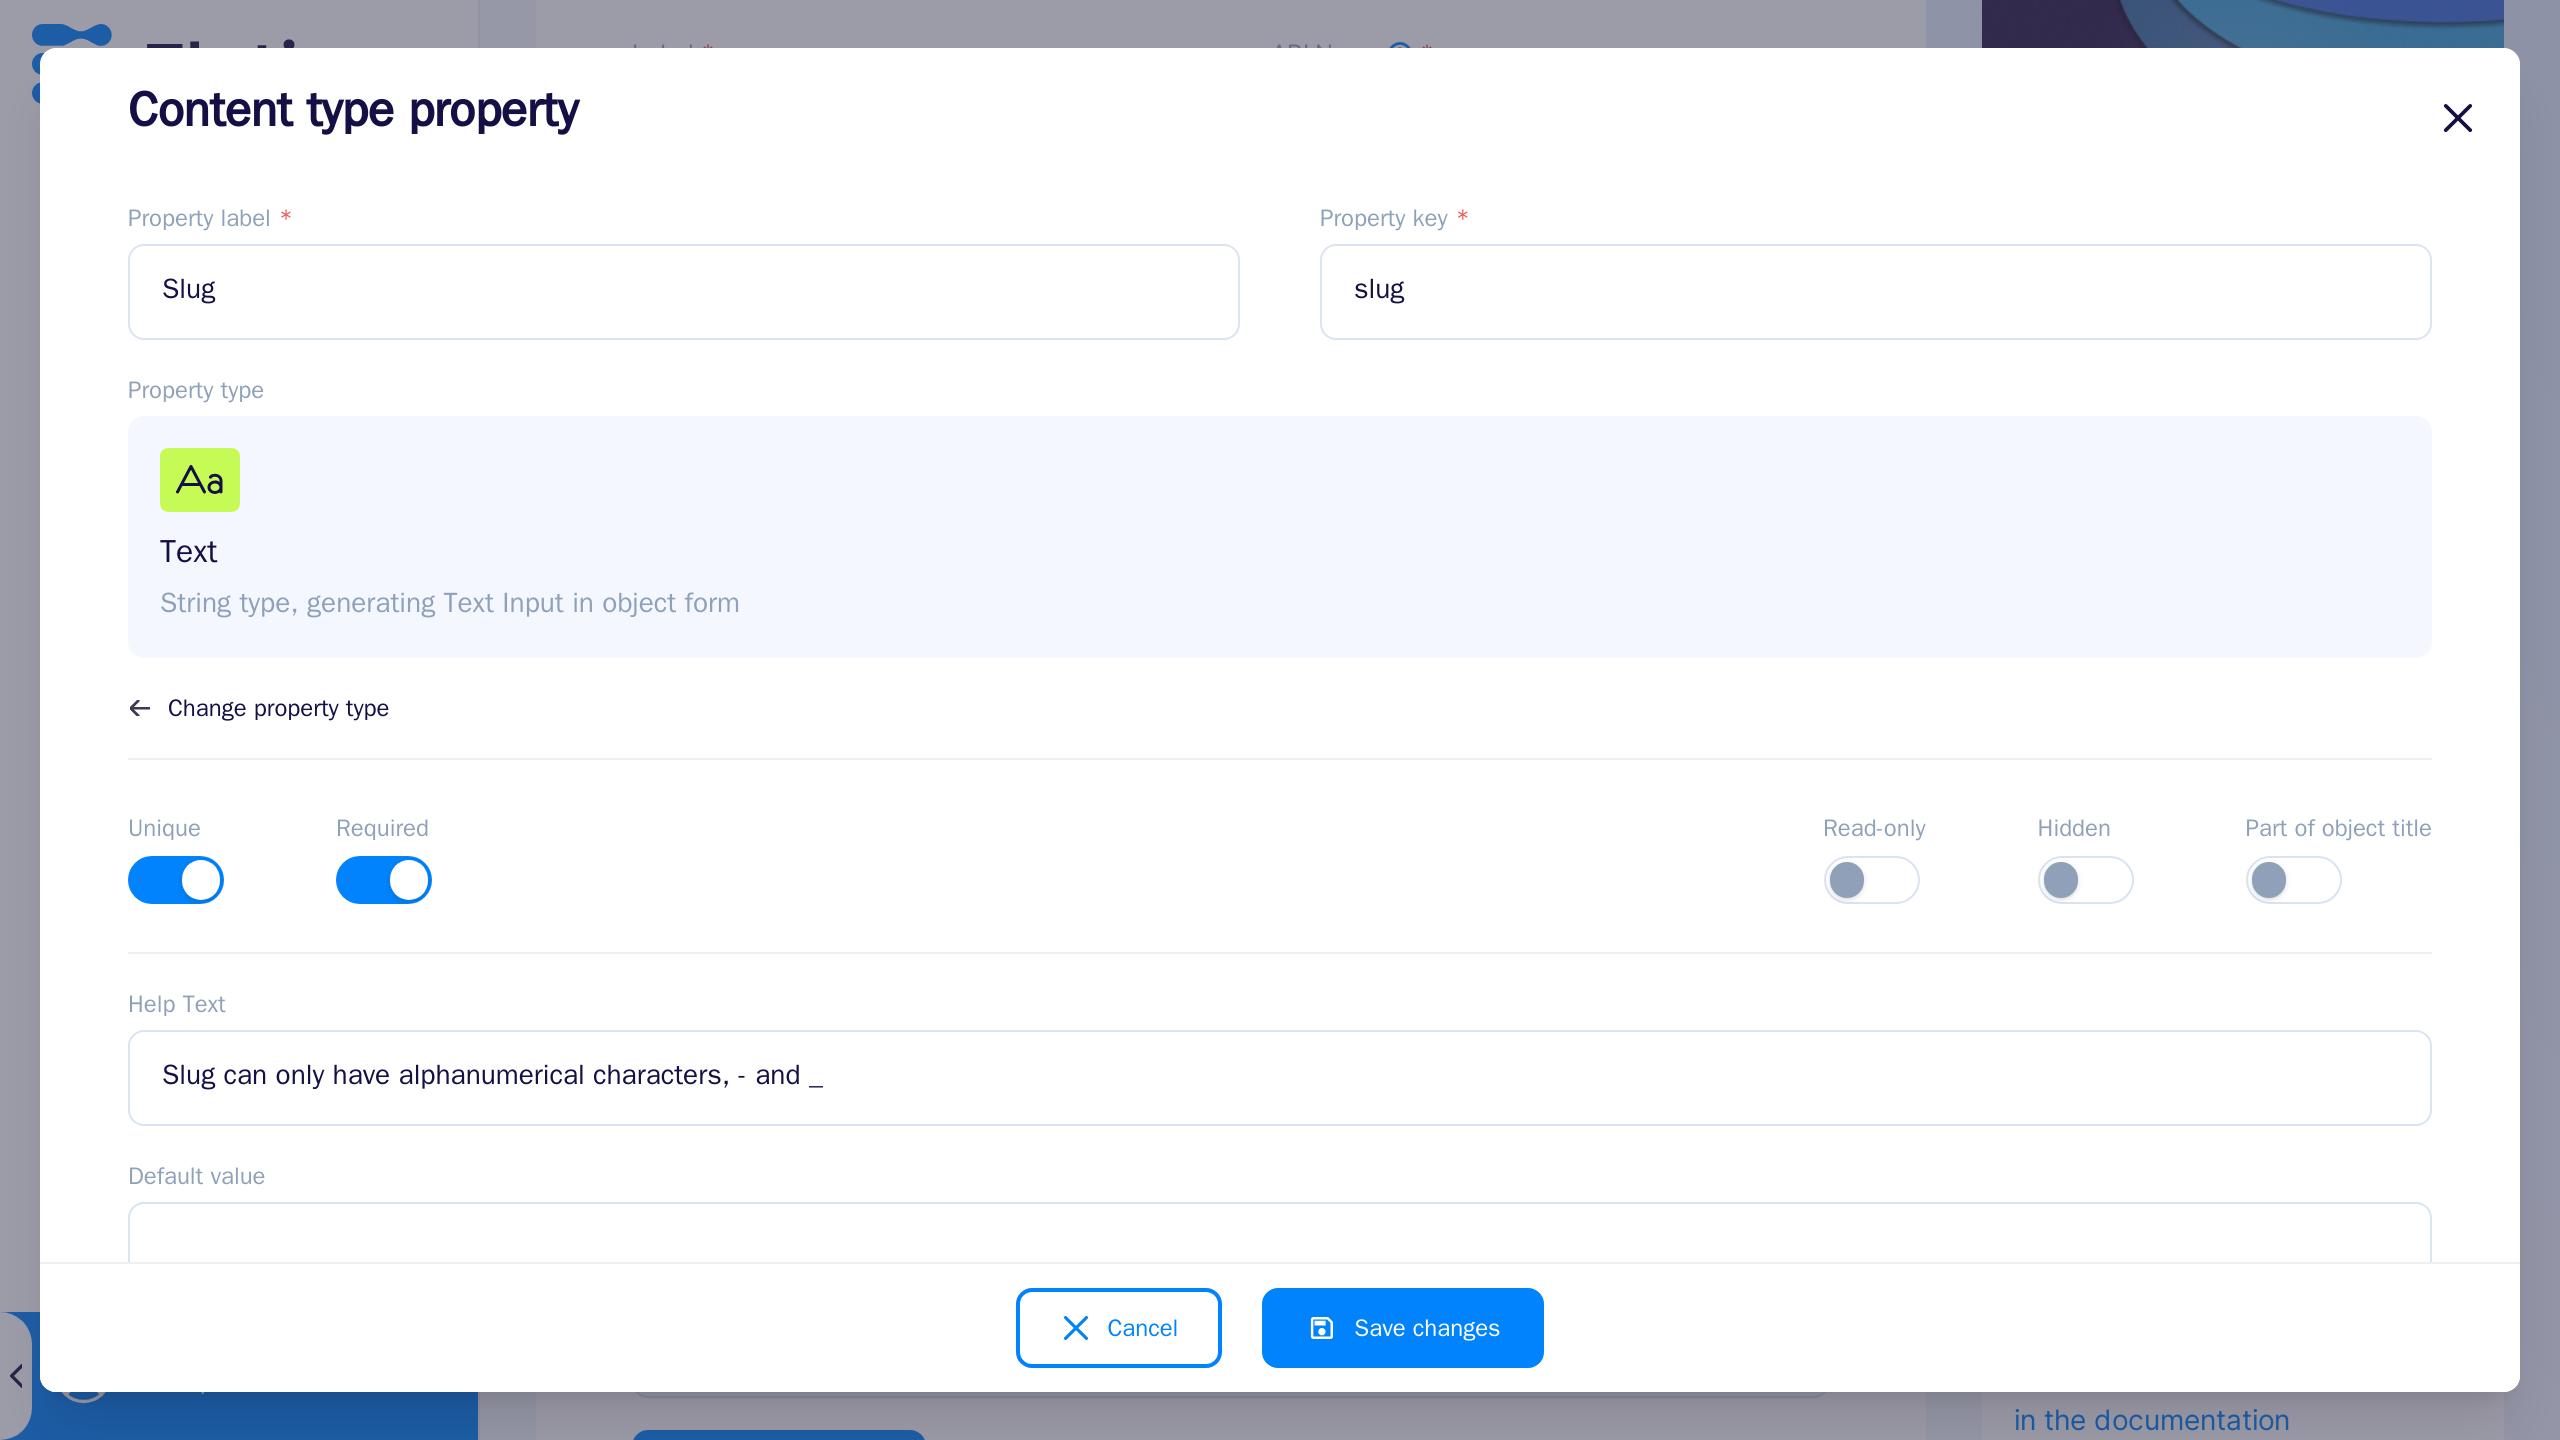 Content type property
Property label *
Property key *
Slug
slug
Property type
Aa
Text
String type, generating Text Input in object form
Change property type
Unique
Required
Read-only
Hidden
Part of object title
Help Text
Slug can only have alphanumerical characters, - and _
Default value
Cancel
Save changes
in the documentation